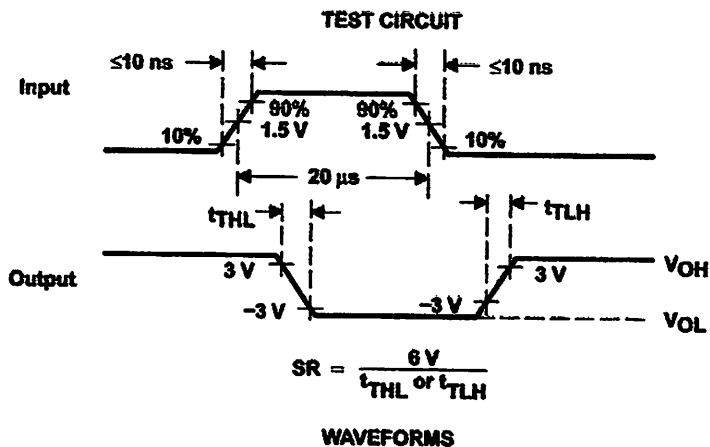 TEST CIRCUIT
≤10 ns
≤10 ns
Input
90%
90%
1.5 V
1.5 V
10%
10%
20 μs
tTHL
tTLH
Output
3 V
3 V
VOH
–3 V
–3 V
VOL
SR = 6 V / tTHL or tTLH
WAVEFORMS